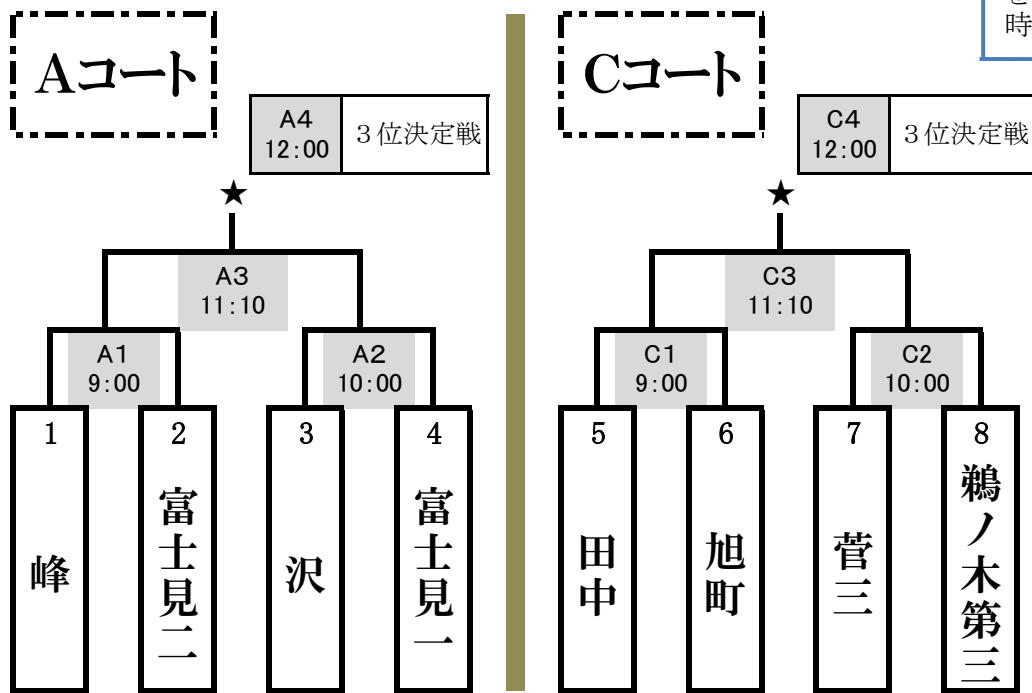 Aコート
A4
12:00
3位決定戦
★
A3
11:10
A1
9:00
A2
10:00
1
峰
2
富士見二
3
沢
4
富士見一
Cコート
C4
12:00
3位決定戦
★
C3
11:10
C1
9:00
C2
10:00
5
田中
6
旭町
7
菅三
8
鵜ノ木第三
時